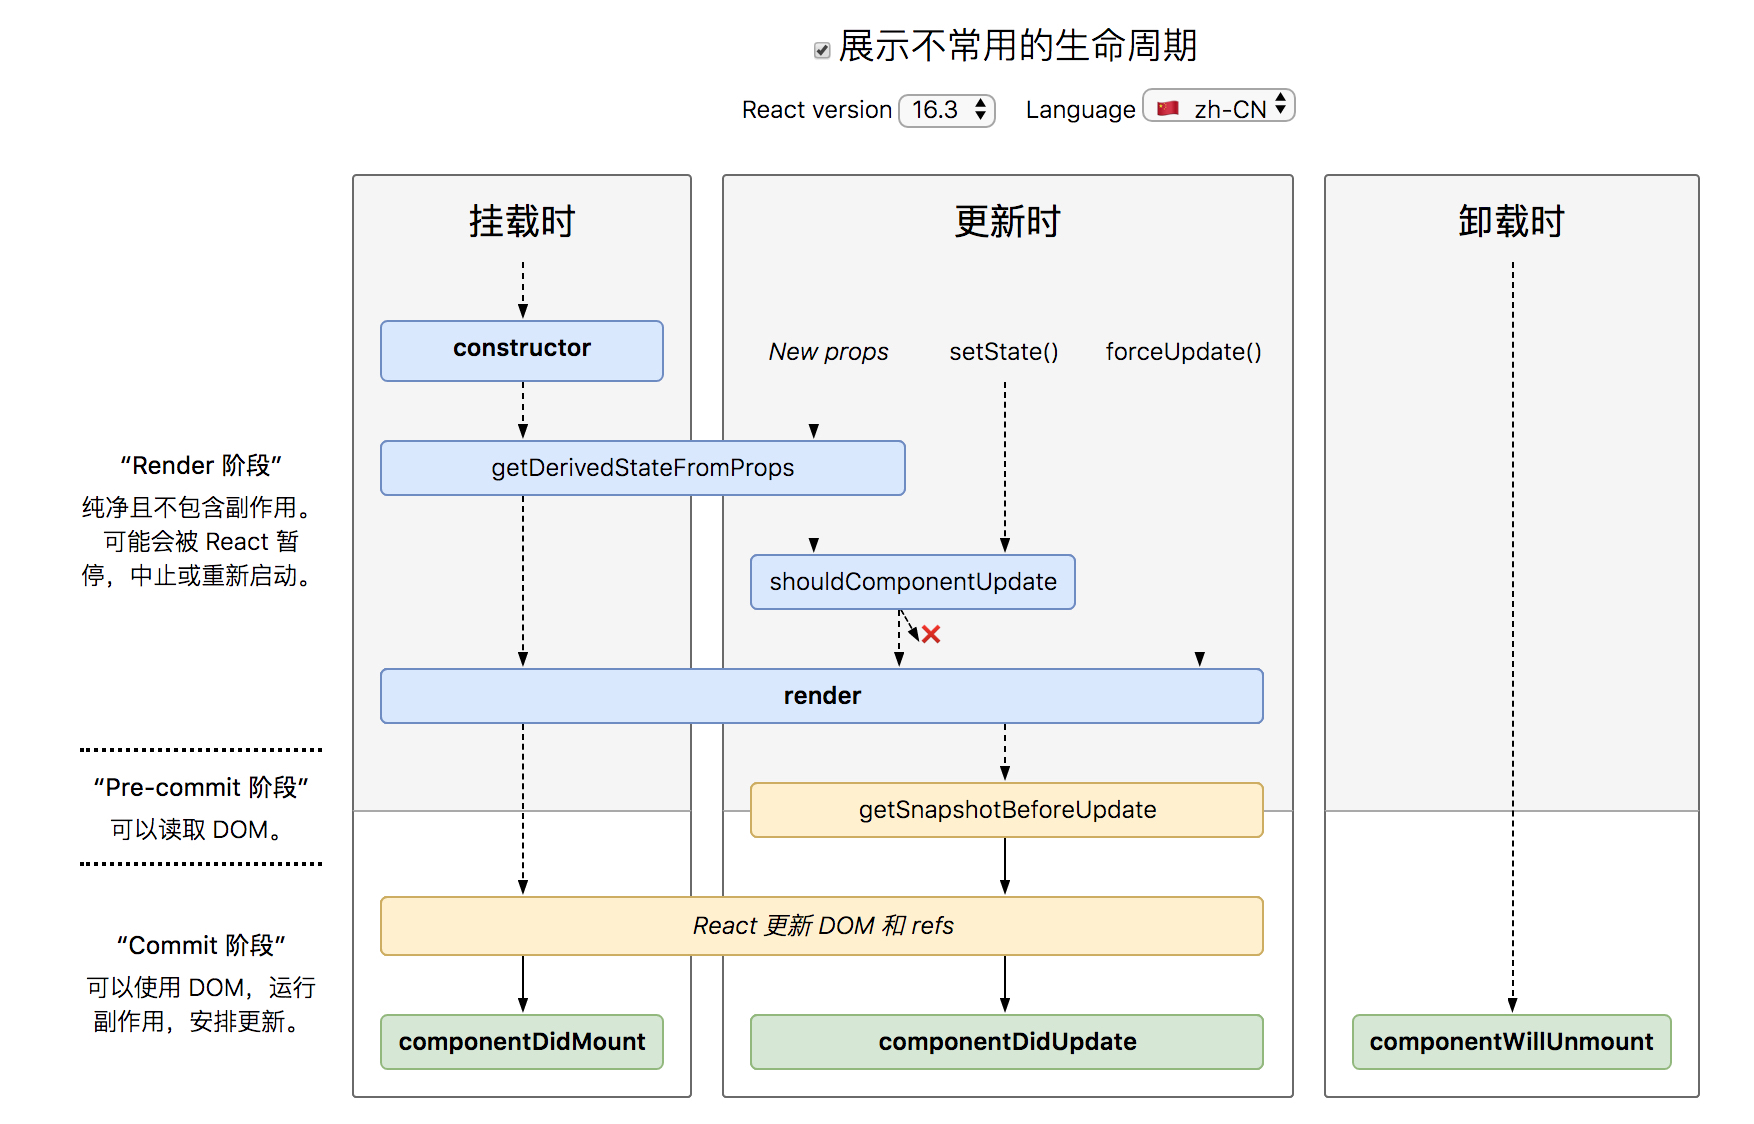 展示不常用的生命周期
React version 16.3 Language zh-CN
挂载时
更新时
卸载时
constructor
New props
setState()
forceUpdate()
“Render 阶段”
纯净且不包含副作用。
可能会被 React 暂
停，中止或重新启动。
getDerivedStateFromProps
shouldComponentUpdate
render
“Pre-commit 阶段”
可以读取 DOM。
getSnapshotBeforeUpdate
React 更新 DOM 和 refs
“Commit 阶段”
可以使用 DOM，运行
副作用，安排更新。
componentDidMount
componentDidUpdate
componentWillUnmount